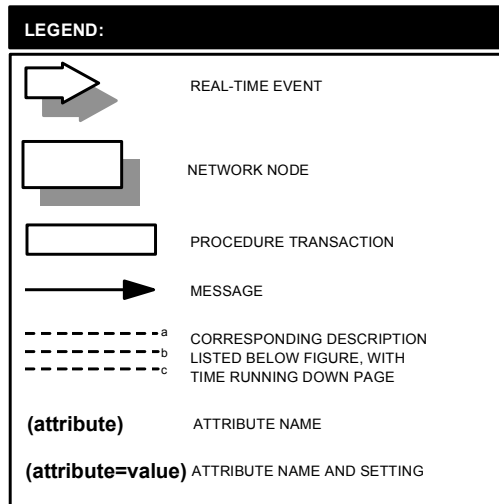 LEGEND:
REAL-TIME EVENT
NETWORK NODE
PROCEDURE TRANSACTION
MESSAGE
a
b
c
CORRESPONDING DESCRIPTION
LISTED BELOW FIGURE, WITH
TIME RUNNING DOWN PAGE
(attribute) ATTRIBUTE NAME
(attribute=value) ATTRIBUTE NAME AND SETTING